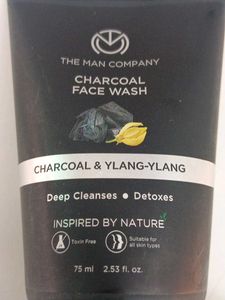 THE MAN COMPANY
CHARCOAL
FACE WASH
CHARCOAL & YLANG-YLANG
Deep Cleanses • Detoxes
INSPIRED BY NATURE
Toxin Free
Suitable for
all skin types
75 ml 2.53 fl. oz.